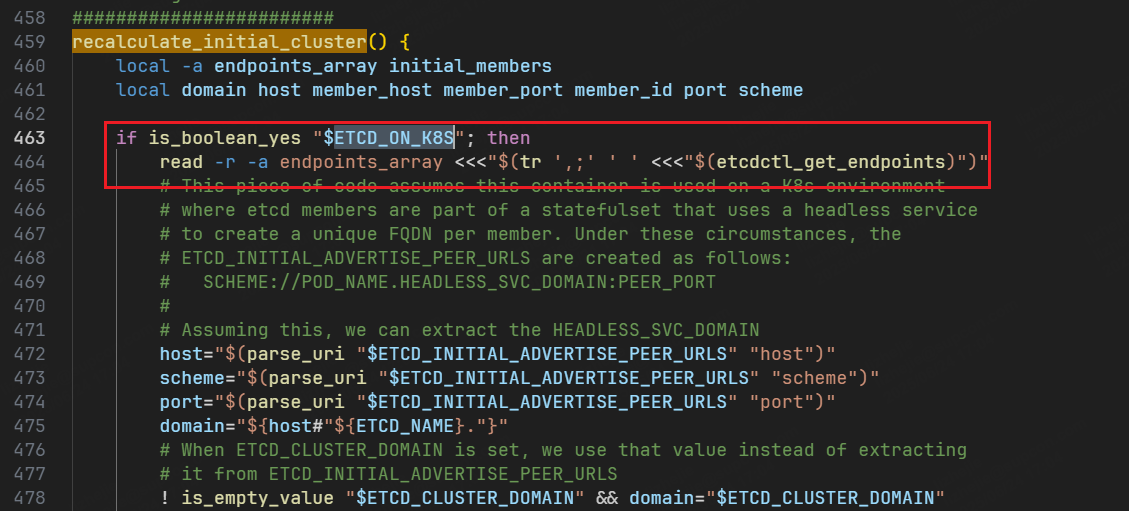 458 ########################
459 recalculate_initial_cluster() {
460 local -a endpoints_array initial_members
461 local domain host member_host member_port member_id port scheme
462
463 if is_boolean_yes "$ETCD_ON_K8S"; then
464 read -r -a endpoints_array <<<"$(tr ',;' ' ' <<<"$(etcdctl_get_endpoints)")"
465 # This piece of code assumes this container is used on a K8s environment
466 # where etcd members are part of a statefulset that uses a headless service
467 # to create a unique FQDN per member. Under these circumstances, the
468 # ETCD_INITIAL_ADVERTISE_PEER_URLS are created as follows:
469 # SCHEME://POD_NAME.HEADLESS_SVC_DOMAIN:PEER_PORT
470 #
471 # Assuming this, we can extract the HEADLESS_SVC_DOMAIN
472 host="$(parse_uri "$ETCD_INITIAL_ADVERTISE_PEER_URLS" "host")"
473 scheme="$(parse_uri "$ETCD_INITIAL_ADVERTISE_PEER_URLS" "scheme")"
474 port="$(parse_uri "$ETCD_INITIAL_ADVERTISE_PEER_URLS" "port")"
475 domain="${host#"${ETCD_NAME}."}"
476 # When ETCD_CLUSTER_DOMAIN is set, we use that value instead of extracting
477 # it from ETCD_INITIAL_ADVERTISE_PEER_URLS
478 ! is_empty_value "$ETCD_CLUSTER_DOMAIN" && domain="$ETCD_CLUSTER_DOMAIN"